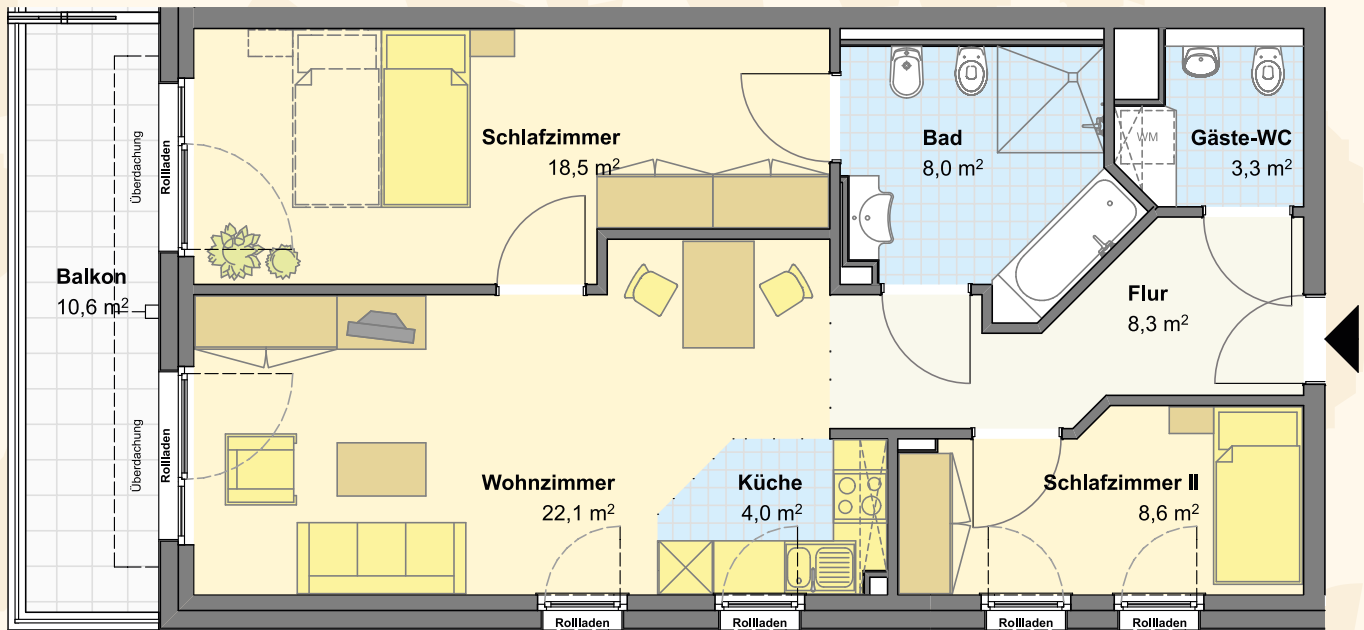 Schlafzimmer
18,5 m²
Bad
8,0 m²
WM
Gäste-WC
3,3 m²
Überdachung
Rollladen
Balkon
10,6 m²
Flur
8,3 m²
Überdachung
Rollladen
Wohnzimmer
22,1 m²
Küche
4,0 m²
Schlafzimmer II
8,6 m²
Rollladen
Rollladen
Rollladen
Rollladen